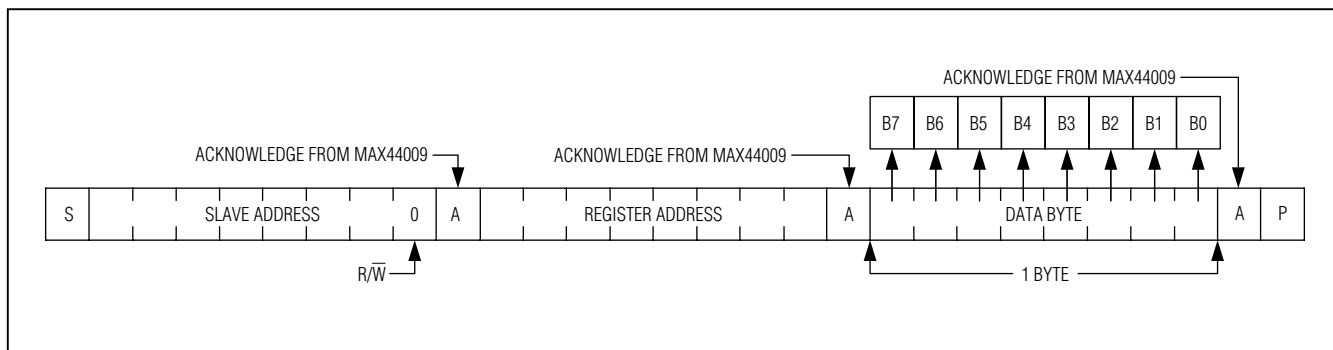 ACKNOWLEDGE FROM MAX44009
B7 B6 B5 B4 B3 B2 B1 B0
ACKNOWLEDGE FROM MAX44009 ACKNOWLEDGE FROM MAX44009
S SLAVE ADDRESS 0 A REGISTER ADDRESS A DATA BYTE A P
R/W̅ 1 BYTE